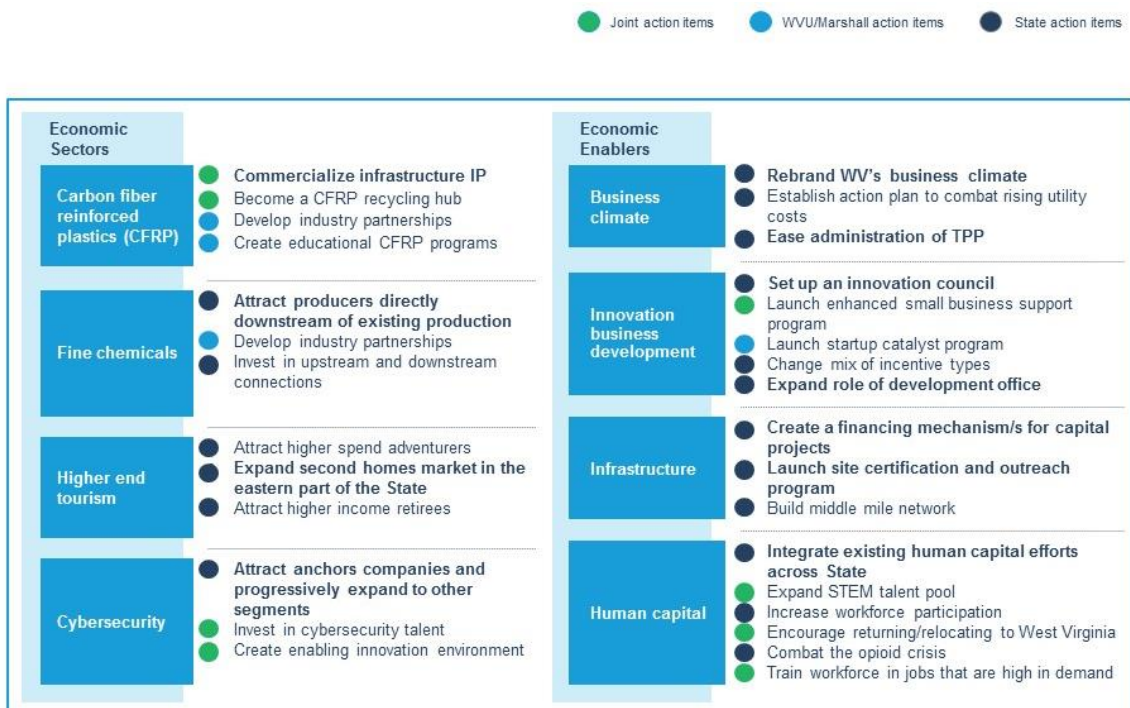 Joint action items
WVU/Marshall action items
State action items
Economic
Sectors
Carbon fiber
reinforced
plastics (CFRP)
Commercialize infrastructure IP
Become a CFRP recycling hub
Develop industry partnerships
Create educational CFRP programs
Fine chemicals
Attract producers directly
downstream of existing production
Develop industry partnerships
Invest in upstream and downstream
connections
Higher end
tourism
Attract higher spend adventurers
Expand second homes market in the
eastern part of the State
Attract higher income retirees
Cybersecurity
Attract anchors companies and
progressively expand to other
segments
Invest in cybersecurity talent
Create enabling innovation environment
Economic
Enablers
Business
climate
Rebrand WV's business climate
Establish action plan to combat rising utility
costs
Ease administration of TPP
Innovation
business
development
Set up an innovation council
Launch enhanced small business support
program
Launch startup catalyst program
Change mix of incentive types
Expand role of development office
Infrastructure
Create a financing mechanism/s for capital
projects
Launch site certification and outreach
program
Build middle mile network
Human capital
Integrate existing human capital efforts
across State
Expand STEM talent pool
Increase workforce participation
Encourage returning/relocating to West Virginia
Combat the opioid crisis
Train workforce in jobs that are high in demand